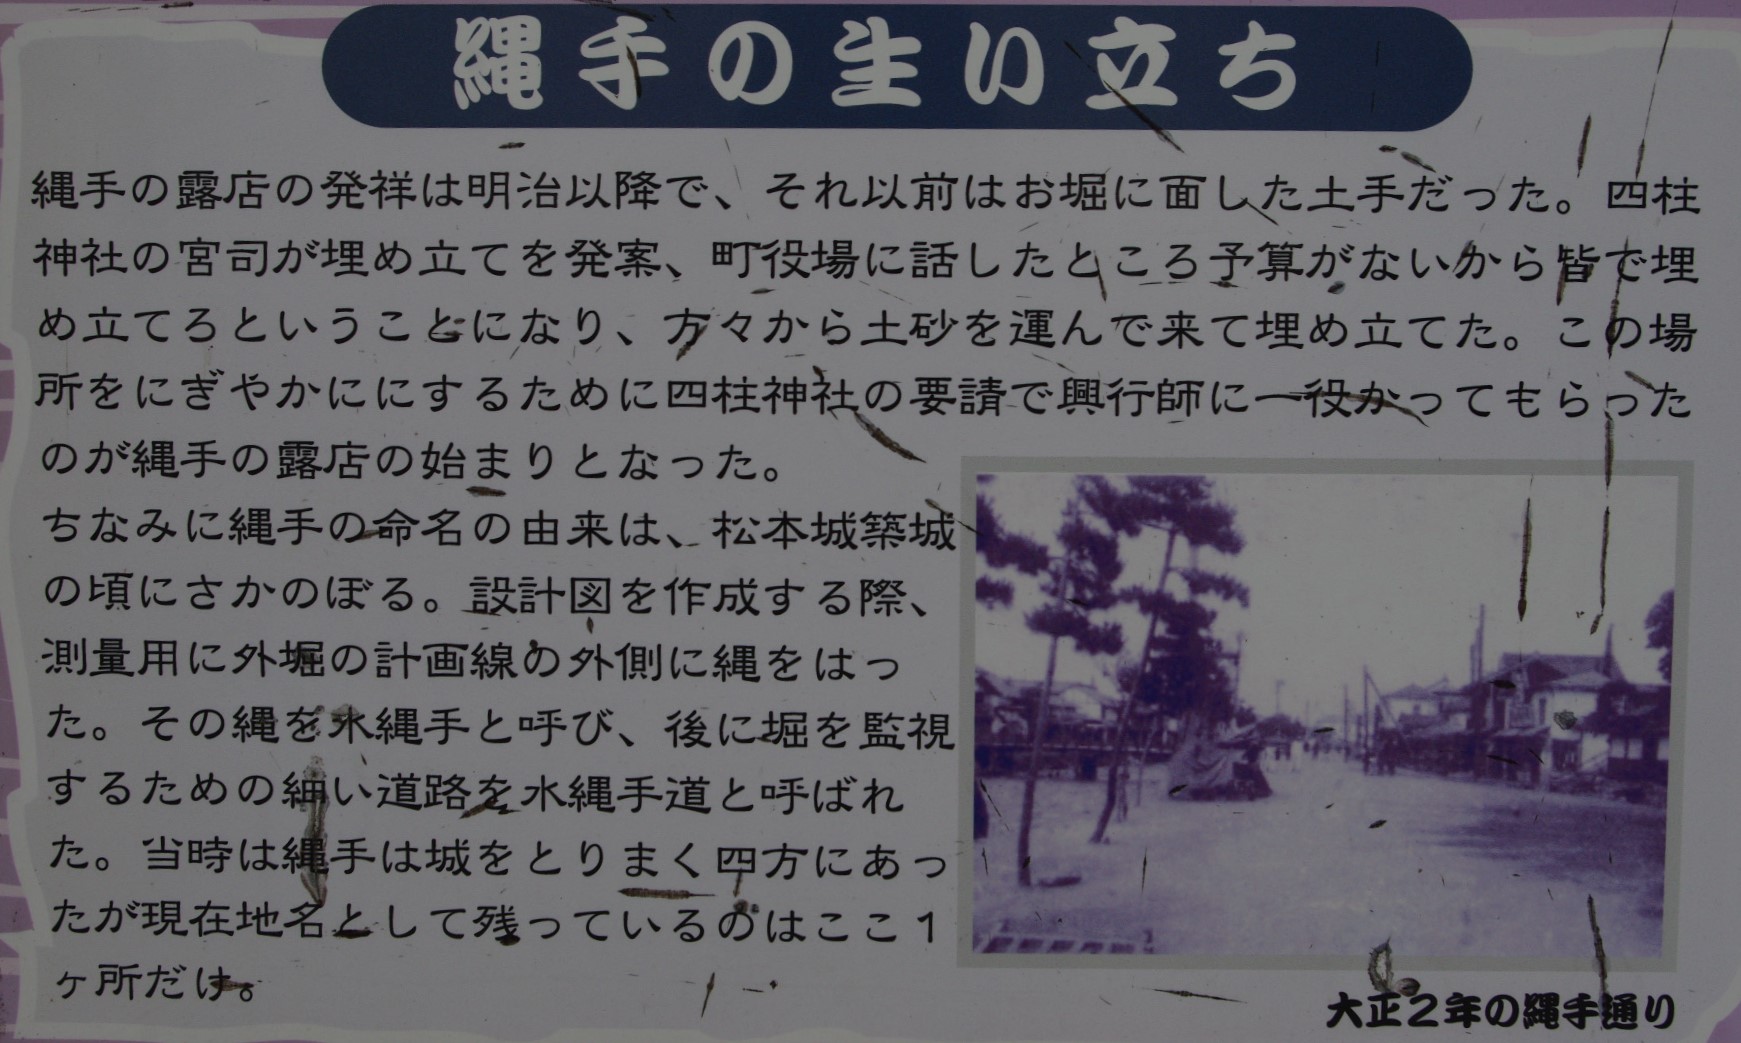 縄手の生い立ち
縄手の露店の発祥は明治以降で、それ以前はお堀に面した土手だった。四柱
神社の宮司が埋め立てを発案、町役場に話したところ予算がないから皆で埋
め立てろということになり、方々から土砂を運んで来て埋め立てた。この場
所をにぎやかににするために四柱神社の要請で興行師に一役かってもらった
のが縄手の露店の始まりとなった。
ちなみに縄手の命名の由来は、松本城築城
の頃にさかのぼる。設計図を作成する際、
測量用に外堀の計画線の外側に縄をはっ
た。その縄を水縄手と呼び、後に堀を監視
するための細い道路を水縄手道と呼ばれ
た。当時は縄手は城をとりまく四方にあっ
たが現在地名として残っているのはここ1
ヶ所だけ。
大正2年の縄手通り